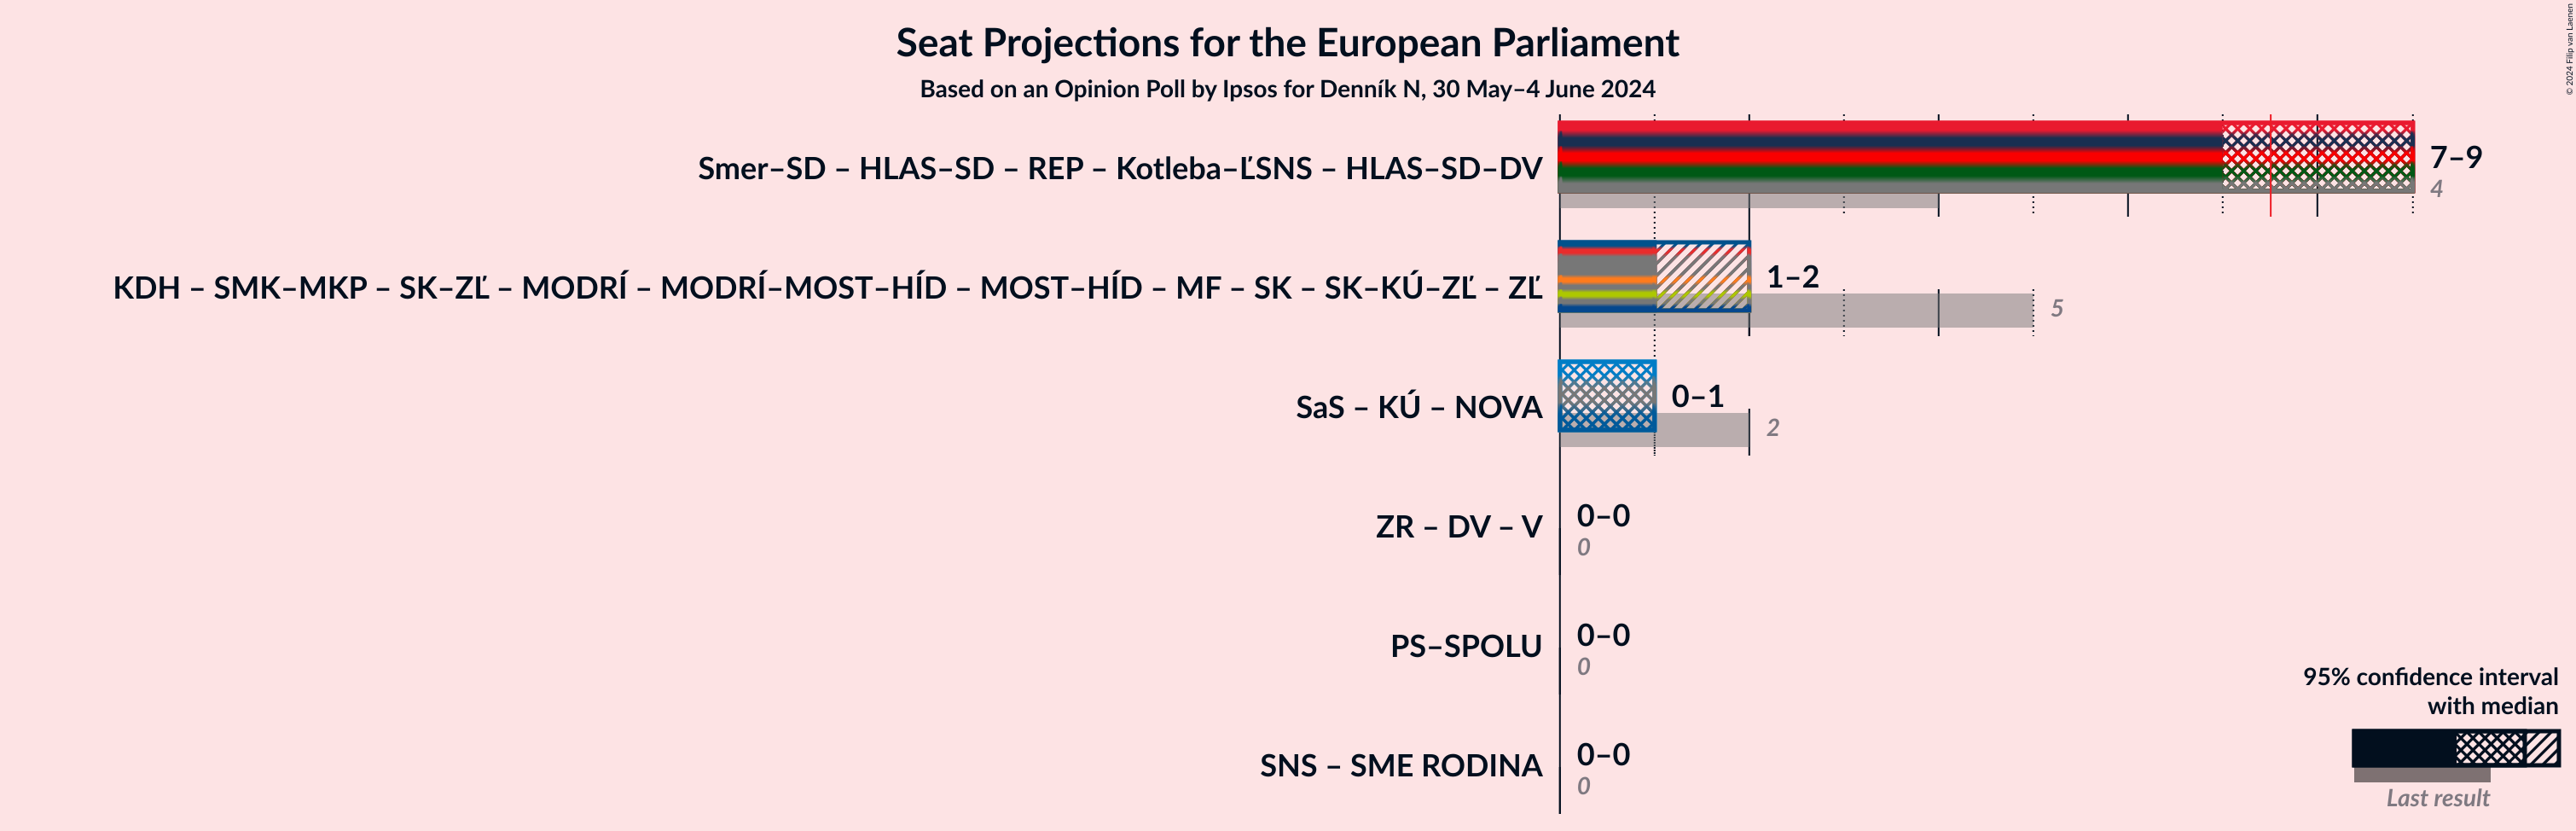 Seat Projections for the European Parliament
Based on an Opinion Poll by Ipsos for Denník N, 30 May–4 June 2024
© 2024 Filip van Laenen
Smer–SD – HLAS–SD – REP – Kotleba–ĽSNS – HLAS–SD–DV
7–9
4
KDH – SMK–MKP – SK–ZĽ – MODRÍ – MODRÍ–MOST–HÍD – MOST–HÍD – MF – SK – SK–KÚ–ZĽ – ZĽ
1–2
5
SaS – KÚ – NOVA
0–1
2
ZR – DV – V
0–0
0
PS–SPOLU
0–0
0
SNS – SME RODINA
0–0
0
95% confidence interval
with median
Last result